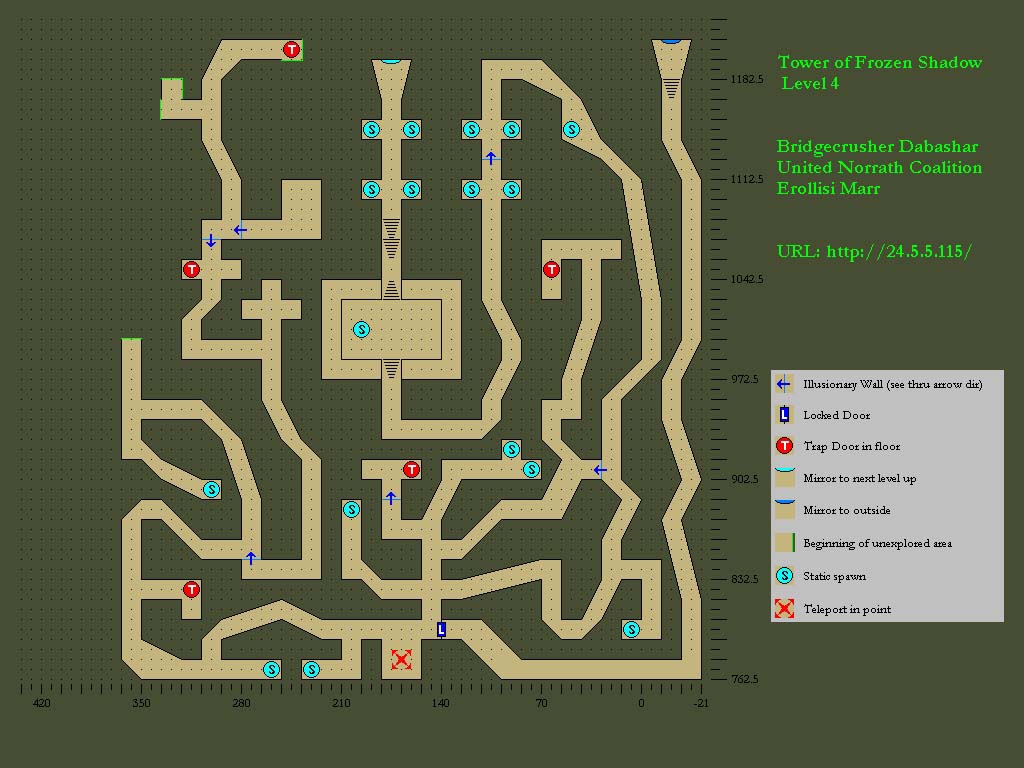 Tower of Frozen Shadow
Level 4
Bridgecrusher Dabashar
United Norrath Coalition
Erollisi Marr
URL: http://24.5.5.115/
T
1182.5
S S S S S
1112.5
S S S S
T T
1042.5
S
972.5
S
T S
902.5
S
S
832.5
T
S
L
S S
762.5
420 350 280 210 140 70 0 -21
Illusionary Wall (see thru arrow dir)
L Locked Door
T Trap Door in floor
Mirror to next level up
Mirror to outside
Beginning of unexplored area
S Static spawn
Teleport in point